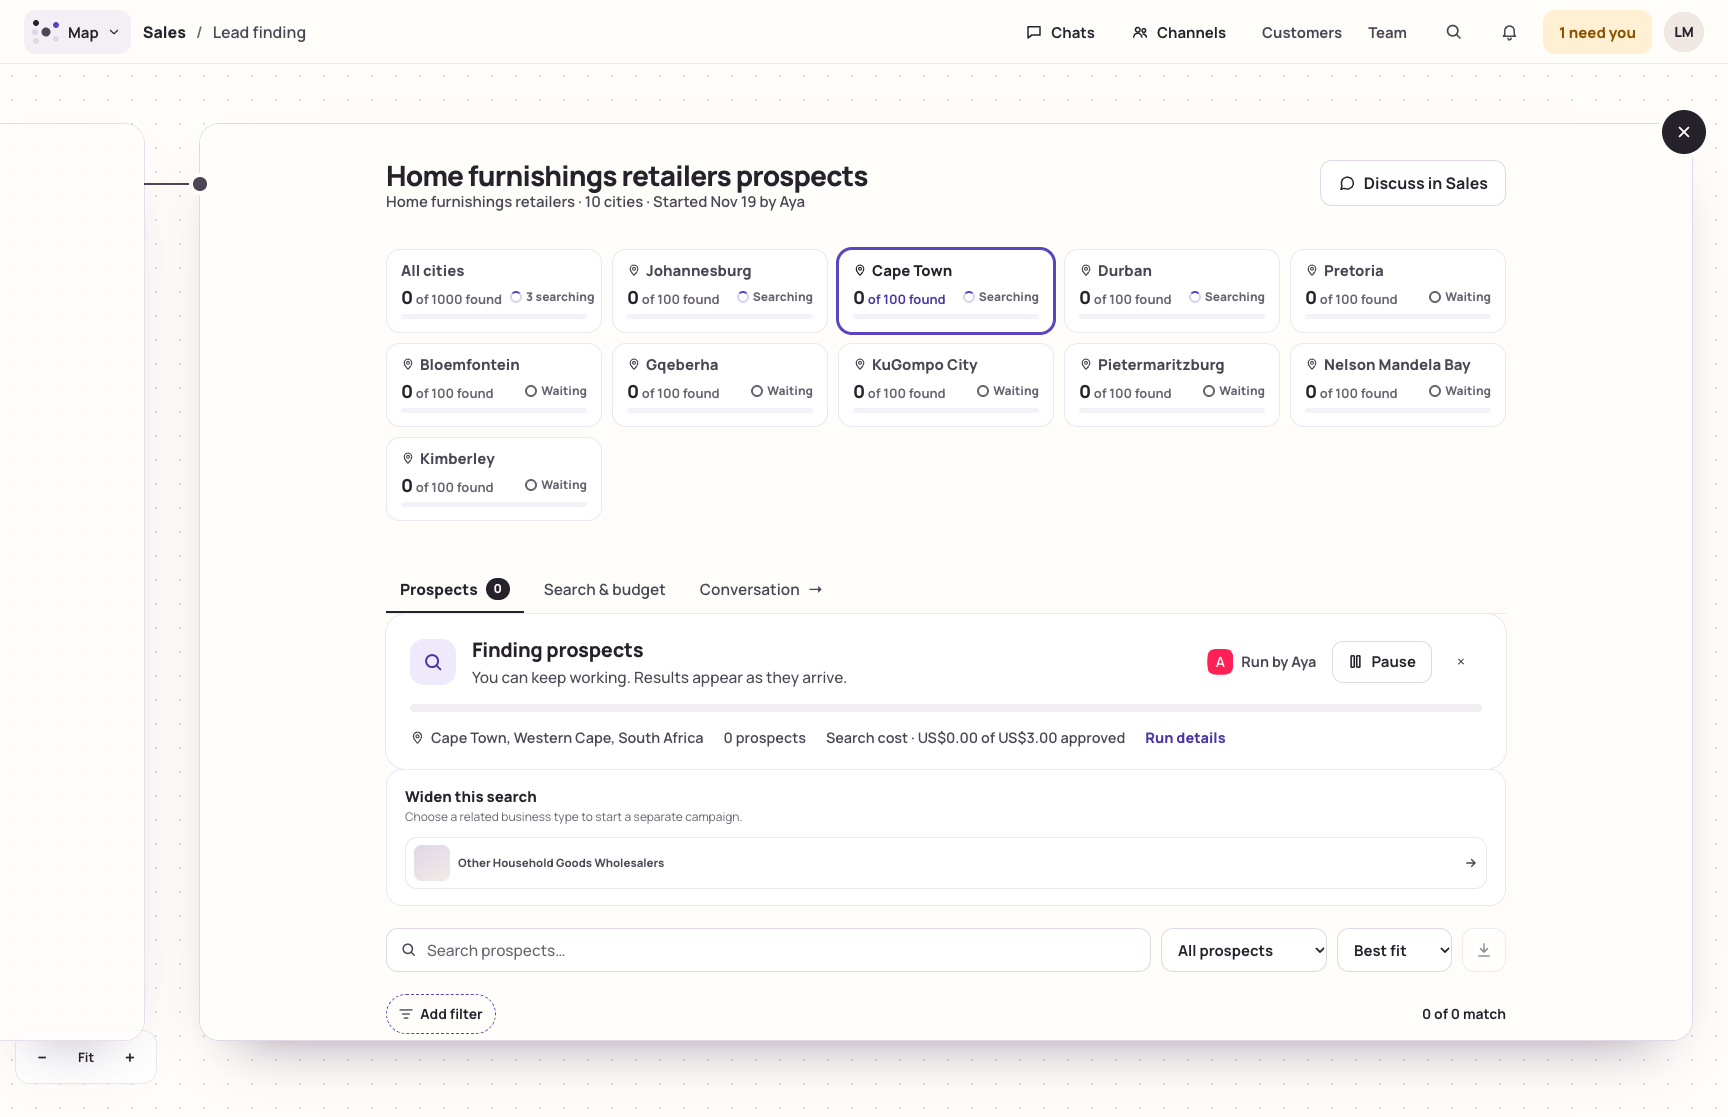 Map
Sales / Lead finding
Chats
Channels
Customers
Team
1 need you
LM
Home furnishings retailers prospects
Home furnishings retailers · 10 cities · Started Nov 19 by Aya
Discuss in Sales
All cities
0 of 1000 found
3 searching
Johannesburg
0 of 100 found
Searching
Cape Town
0 of 100 found
Searching
Durban
0 of 100 found
Searching
Pretoria
0 of 100 found
Waiting
Bloemfontein
0 of 100 found
Waiting
Gqeberha
0 of 100 found
Waiting
KuGompo City
0 of 100 found
Waiting
Pietermaritzburg
0 of 100 found
Waiting
Nelson Mandela Bay
0 of 100 found
Waiting
Kimberley
0 of 100 found
Waiting
Prospects 0
Search & budget
Conversation →
Finding prospects
You can keep working. Results appear as they arrive.
A Run by Aya
Pause
×
Cape Town, Western Cape, South Africa
0 prospects
Search cost · US$0.00 of US$3.00 approved
Run details
Widen this search
Choose a related business type to start a separate campaign.
Other Household Goods Wholesalers
→
Search prospects…
All prospects
Best fit
Add filter
0 of 0 match
− Fit +